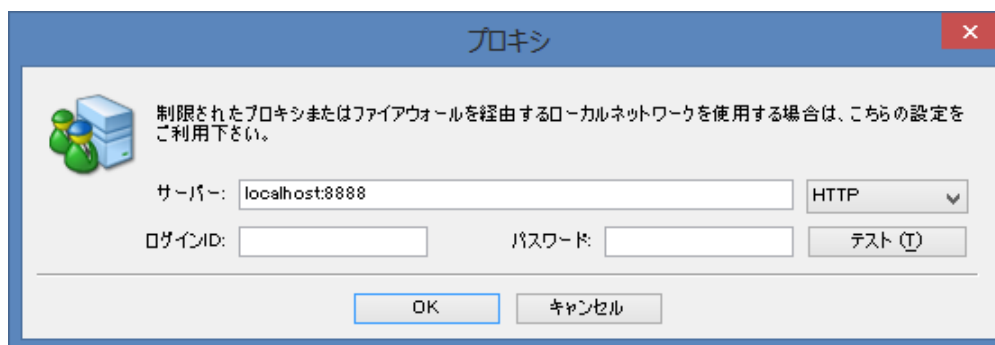 プロキシ
制限されたプロキシまたはファイアウォールを経由するローカルネットワークを使用する場合は、こちらの設定を
ご利用下さい。
サーバー: localhost:8888 HTTP
ログインID: パスワード: テスト (T)
OK キャンセル